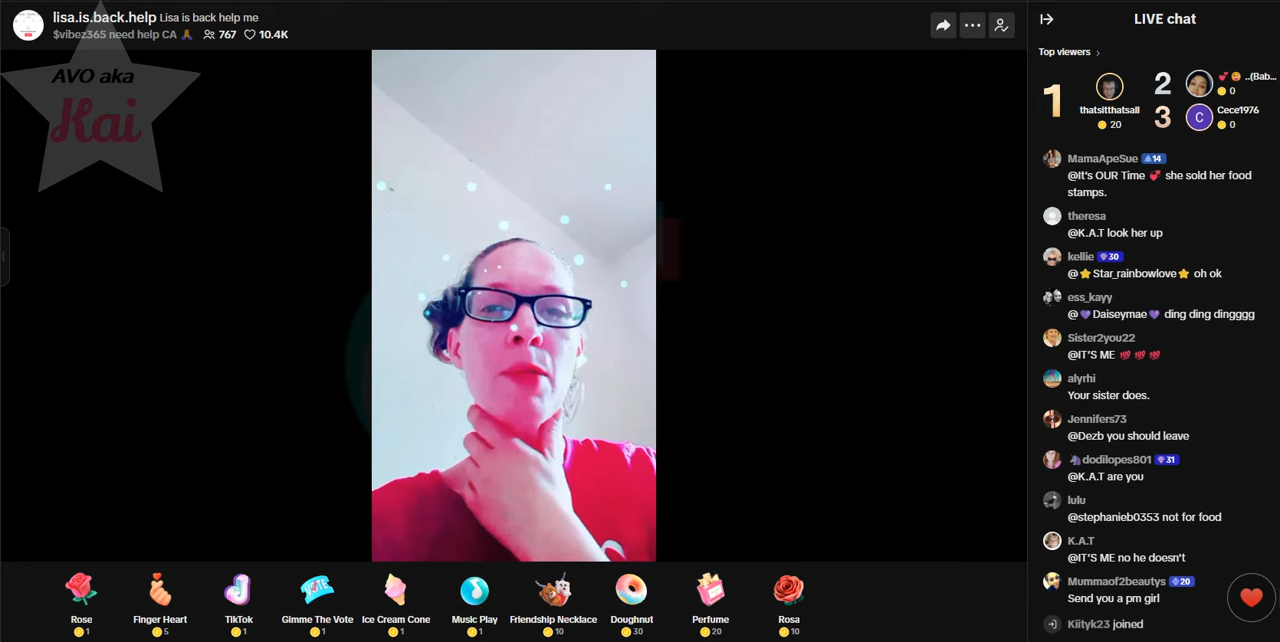 lisa.is.back.help Lisa is back help me
$vibez365 need help CA 🙏 767 10.4K
AVO aka
Kai
LIVE chat
Top viewers >
1
thatsitthatsall
20
2
💕 🥰 ..(Bab...
0
3
C
Cece1976
0
MamaApeSue 14
@It's OUR Time 💞 she sold her food
stamps.
theresa
@K.A.T look her up
kellie 30
@⭐Star_rainbowlove⭐ oh ok
ess_kayy
@💜Daiseymae💜 ding ding dingggg
Sister2you22
@IT'S ME 💯 💯 💯
alyrhi
Your sister does.
Jennifers73
@Dezb you should leave
🦄dodilopes801 31
@K.A.T are you
lulu
@stephanieb0353 not for food
K.A.T
@IT'S ME no he doesn't
Mummaof2beautys 20
Send you a pm girl
Kiityk23 joined
VOTE
Rose Finger Heart TikTok Gimme The Vote Ice Cream Cone Music Play Friendship Necklace Doughnut Perfume Rosa
1 5 1 1 1 1 10 30 20 10